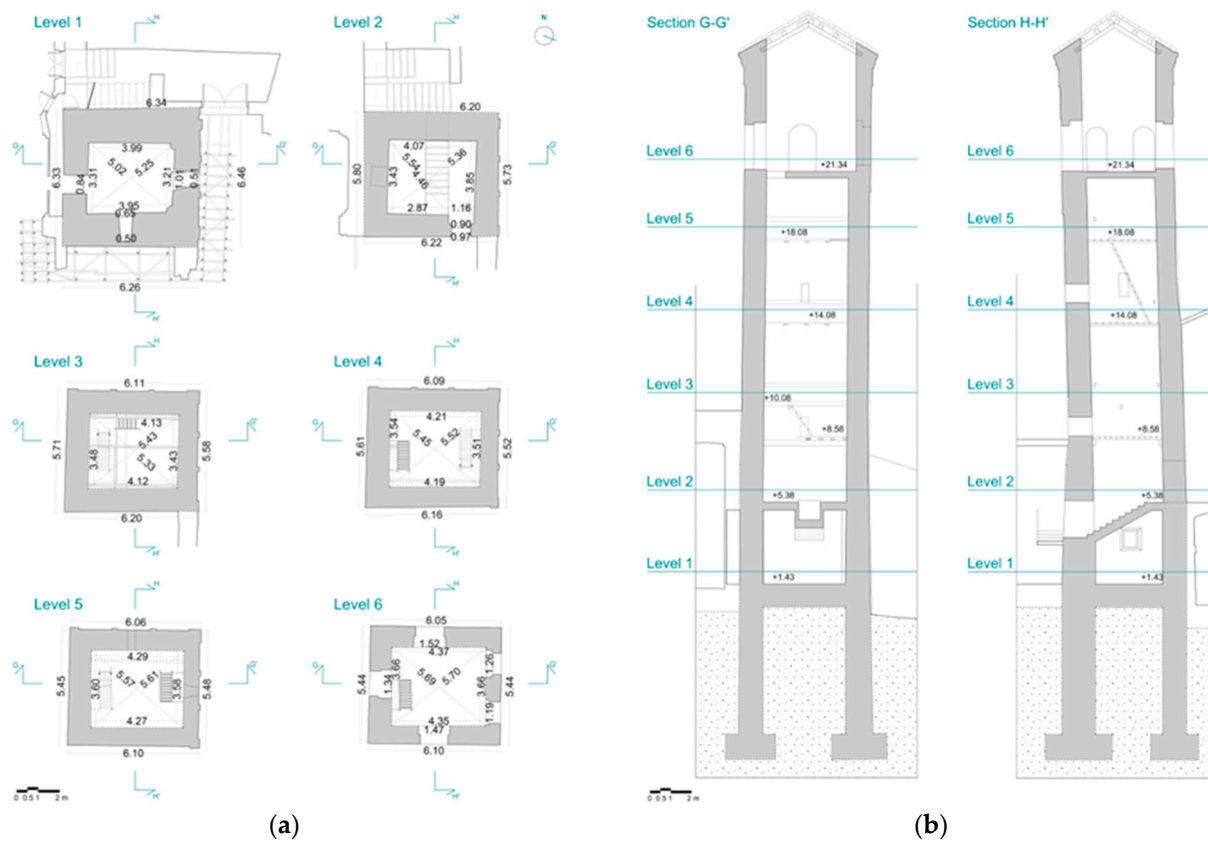 Level 1
H
H'
G
G'
6.34
3.99
5.02
5.25
6.33
0.84
3.31
3.21
1.01
0.51
6.46
3.95
0.65
0.50
6.26
Level 2
N
H
H'
G
G'
6.20
4.07
5.36
5.54
4.46
5.80
3.43
3.85
5.73
2.87
1.16
0.90
0.97
6.22
Level 3
H
H'
G
G'
6.11
4.13
5.43
5.71
3.48
5.33
3.43
5.58
4.12
6.20
Level 4
H
H'
G
G'
6.09
4.21
3.54
5.45
5.52
5.61
3.51
5.52
4.19
6.16
Level 5
H
H'
G
G'
6.06
4.29
5.57
5.61
5.45
3.60
3.58
5.48
4.27
6.10
Level 6
H
H'
G
G'
6.05
1.52
4.37
3.66
5.69
5.70
1.26
5.44
1.34
3.66
5.44
1.19
4.35
1.47
6.10
0 0.5 1 2 m
(a)
Section G-G'
Level 6
+21.34
Level 5
+18.08
Level 4
+14.08
Level 3
+10.08
+8.58
Level 2
+5.38
Level 1
+1.43
0 0.5 1 2 m
Section H-H'
Level 6
+21.34
Level 5
+18.08
Level 4
+14.08
Level 3
+8.58
Level 2
+5.38
Level 1
+1.43
(b)